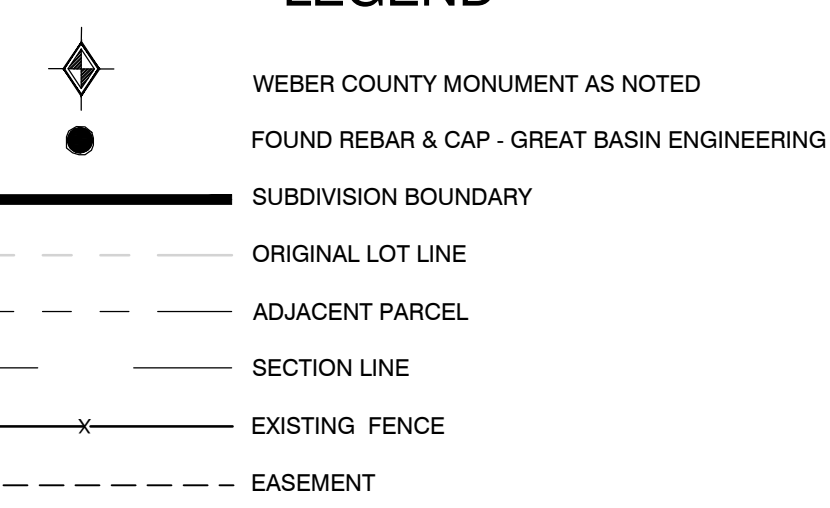 LEGEND
WEBER COUNTY MONUMENT AS NOTED
FOUND REBAR & CAP - GREAT BASIN ENGINEERING
SUBDIVISION BOUNDARY
ORIGINAL LOT LINE
ADJACENT PARCEL
SECTION LINE
X EXISTING FENCE
EASEMENT